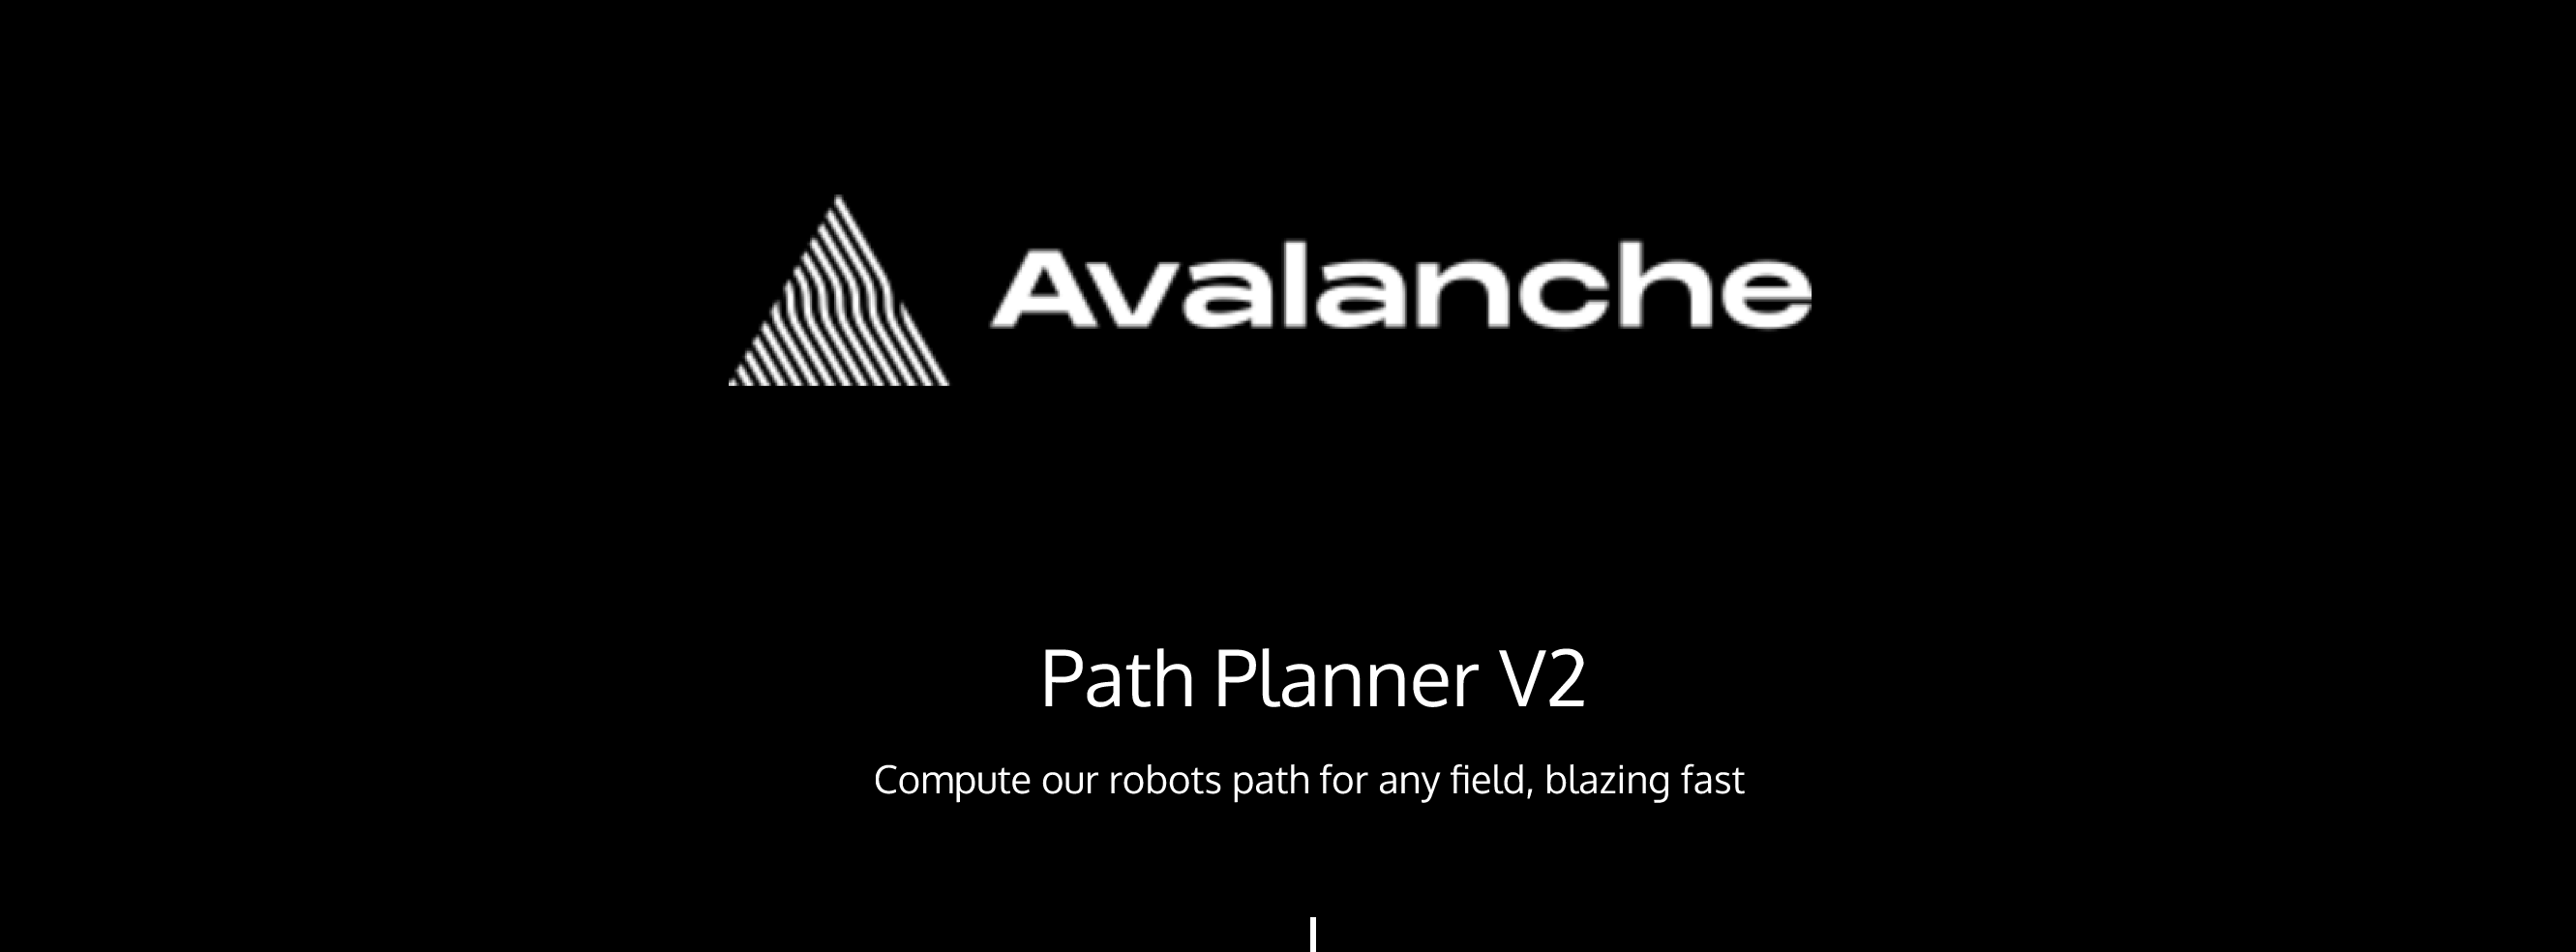 Avalanche
Path Planner V2
Compute our robots path for any field, blazing fast